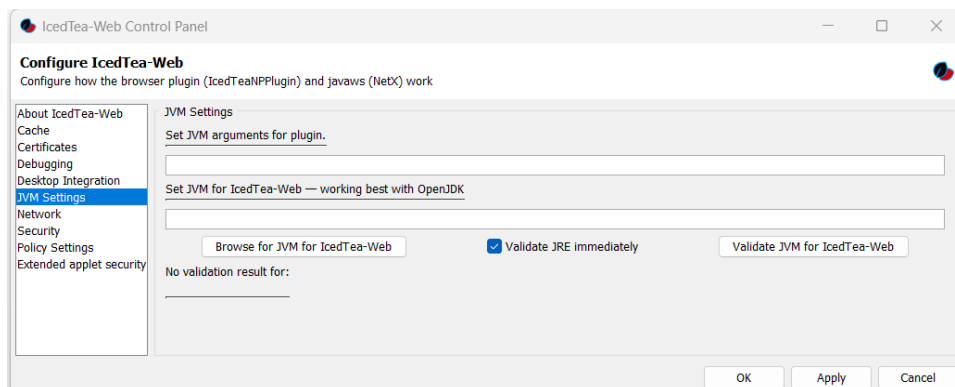 IcedTea-Web Control Panel
Configure IcedTea-Web
Configure how the browser plugin (IcedTeaNPPlugin) and javaws (NetX) work
About IcedTea-Web
Cache
Certificates
Debugging
Desktop Integration
JVM Settings
Network
Security
Policy Settings
Extended applet security
JVM Settings
Set JVM arguments for plugin.
Set JVM for IcedTea-Web — working best with OpenJDK
Browse for JVM for IcedTea-Web Validate JRE immediately Validate JVM for IcedTea-Web
No validation result for:
OK Apply Cancel